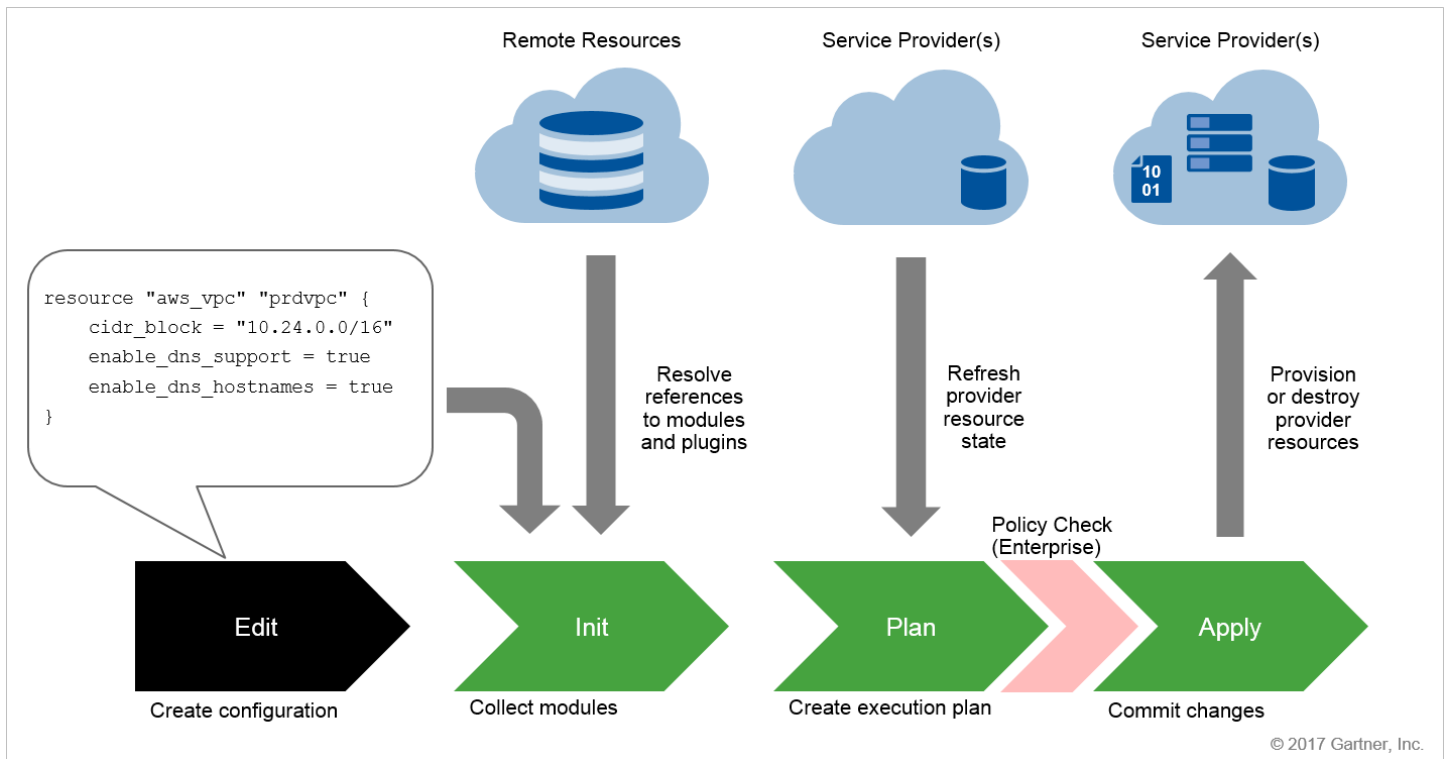 Remote Resources
Service Provider(s)
Service Provider(s)
10
01
resource "aws_vpc" "prdvpc" {
    cidr_block = "10.24.0.0/16"
    enable_dns_support = true
    enable_dns_hostnames = true
}
Resolve
references
to modules
and plugins
Refresh
provider
resource
state
Provision
or destroy
provider
resources
Policy Check
(Enterprise)
Edit
Init
Plan
Apply
Create configuration
Collect modules
Create execution plan
Commit changes
© 2017 Gartner, Inc.